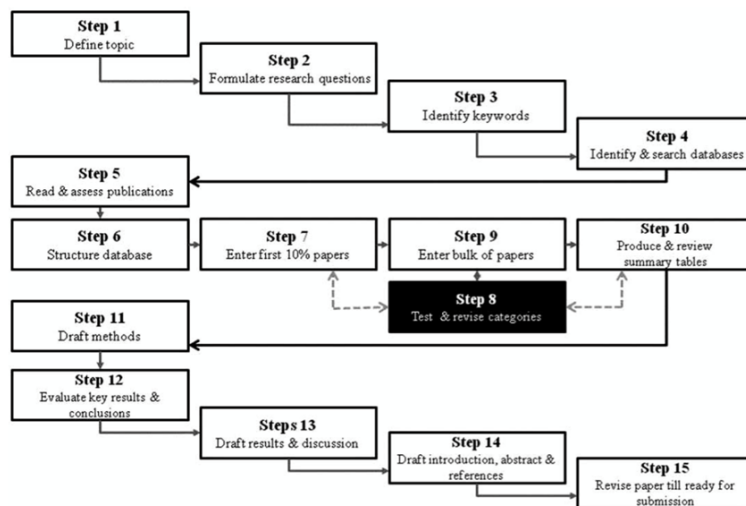 Step 1
Define topic
Step 2
Formulate research questions
Step 3
Identify keywords
Step 4
Identify & search databases
Step 5
Read & assess publications
Step 6
Structure database
Step 7
Enter first 10% papers
Step 9
Enter bulk of papers
Step 10
Produce & review
summary tables
Step 8
Test & revise categories
Step 11
Draft methods
Step 12
Evaluate key results &
conclusions
Steps 13
Draft results & discussion
Step 14
Draft introduction, abstract &
references
Step 15
Revise paper till ready for
submission